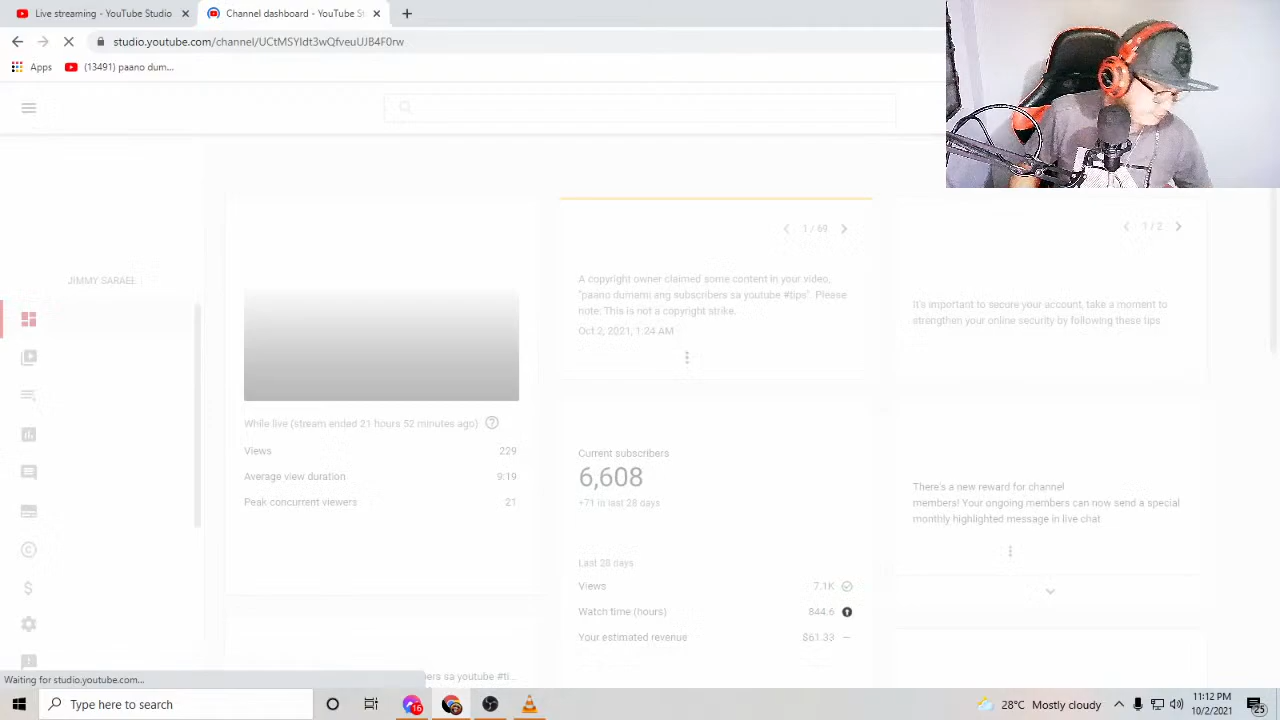 Live streaming - YouTube Studio
Channel dashboard - YouTube St
studio.youtube.com/channel/UCtMSYIdt3wQfveuUJB4F0rw
Apps
(13491) paano dum...
1 / 69
1 / 2
JIMMY SARAEL
A copyright owner claimed some content in your video,
"paano dumami ang subscribers sa youtube #tips". Please
note: This is not a copyright strike.
Oct 2, 2021, 1:24 AM
It's important to secure your account, take a moment to
strengthen your online security by following these tips
While live (stream ended 21 hours 52 minutes ago)
Views 229
Average view duration 9:19
Peak concurrent viewers 21
Current subscribers
6,608
+71 in last 28 days
Last 28 days
Views 7.1K
Watch time (hours) 844.6
Your estimated revenue $61.33 —
There's a new reward for channel
members! Your ongoing members can now send a special
monthly highlighted message in live chat
ers sa youtube #ti...
Waiting for studio.youtube.com...
Type here to search
16
28°C Mostly cloudy
11:12 PM
10/2/2021
25